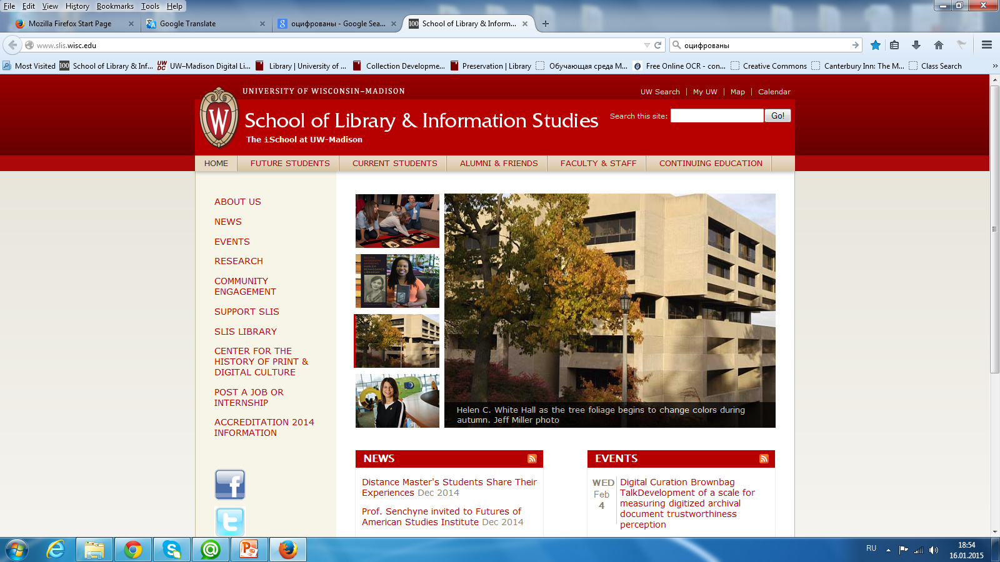 File Edit View History Bookmarks Tools Help
Mozilla Firefox Start Page
Google Translate
оцифрованы - Google Sea...
School of Library & Inform...
www.slis.wisc.edu
оцифрованы
Most Visited
School of Library & Inf...
UW–Madison Digital Li...
Library | University of ...
Collection Developme...
Preservation | Library
Обучающая среда M...
Free Online OCR - con...
Creative Commons
Canterbury Inn: The M...
Class Search
UNIVERSITY OF WISCONSIN–MADISON
UW Search | My UW | Map | Calendar
W
School of Library & Information Studies
Search this site: Go!
The iSchool at UW-Madison
HOME
FUTURE STUDENTS
CURRENT STUDENTS
ALUMNI & FRIENDS
FACULTY & STAFF
CONTINUING EDUCATION
ABOUT US
NEWS
EVENTS
RESEARCH
COMMUNITY
ENGAGEMENT
SUPPORT SLIS
SLIS LIBRARY
CENTER FOR THE
HISTORY OF PRINT &
DIGITAL CULTURE
POST A JOB OR
INTERNSHIP
ACCREDITATION 2014
INFORMATION
Helen C. White Hall as the tree foliage begins to change colors during
autumn. Jeff Miller photo
NEWS
Distance Master's Students Share Their
Experiences Dec 2014
Prof. Senchyne invited to Futures of
American Studies Institute Dec 2014
EVENTS
WED
Feb
4
Digital Curation Brownbag
TalkDevelopment of a scale for
measuring digitized archival
document trustworthiness
perception
RU
18:54
16.01.2015